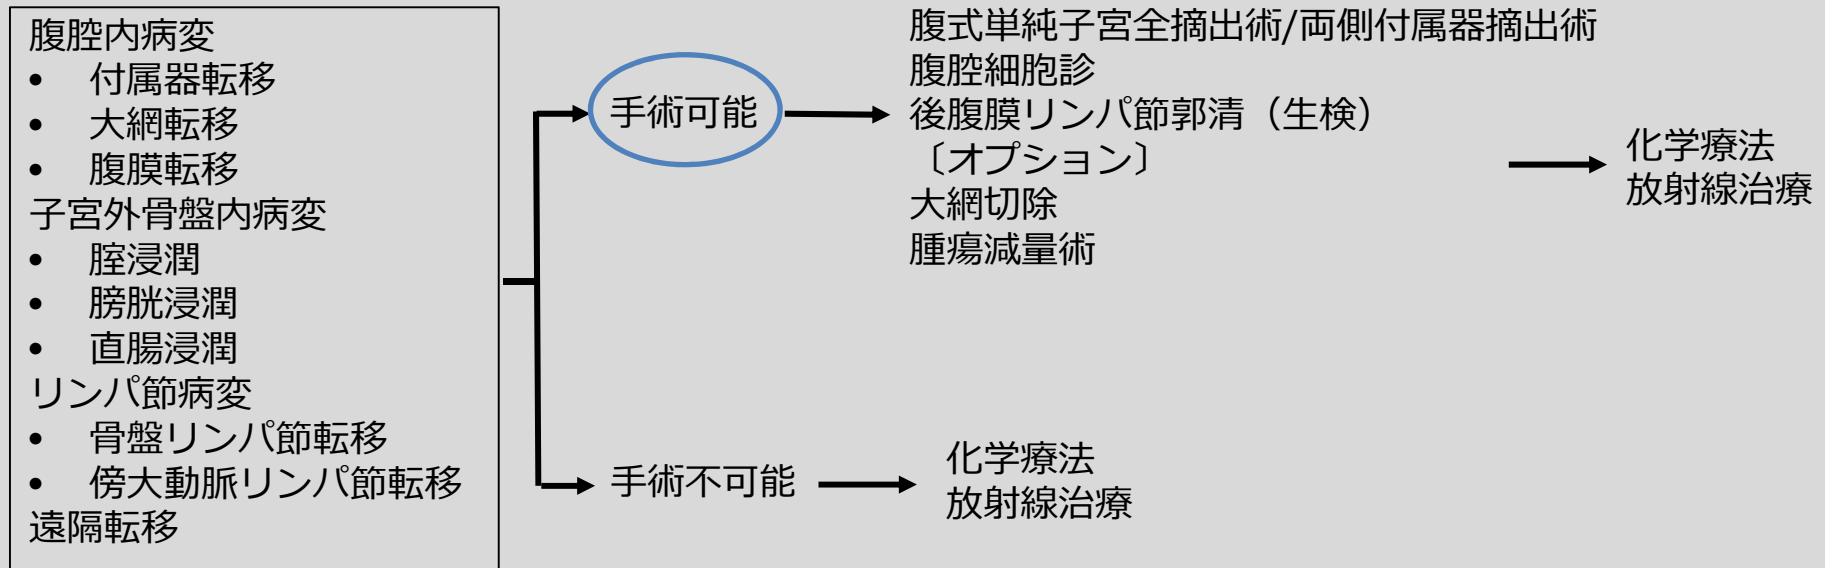 腹腔内病変
• 付属器転移
• 大網転移
• 腹膜転移
子宮外骨盤内病変
• 腟浸潤
• 膀胱浸潤
• 直腸浸潤
リンパ節病変
• 骨盤リンパ節転移
• 傍大動脈リンパ節転移
遠隔転移
手術可能
腹式単純子宮全摘出術/両側付属器摘出術
腹腔細胞診
後腹膜リンパ節郭清（生検）
〔オプション〕
大網切除
腫瘍減量術
化学療法
放射線治療
手術不可能
化学療法
放射線治療